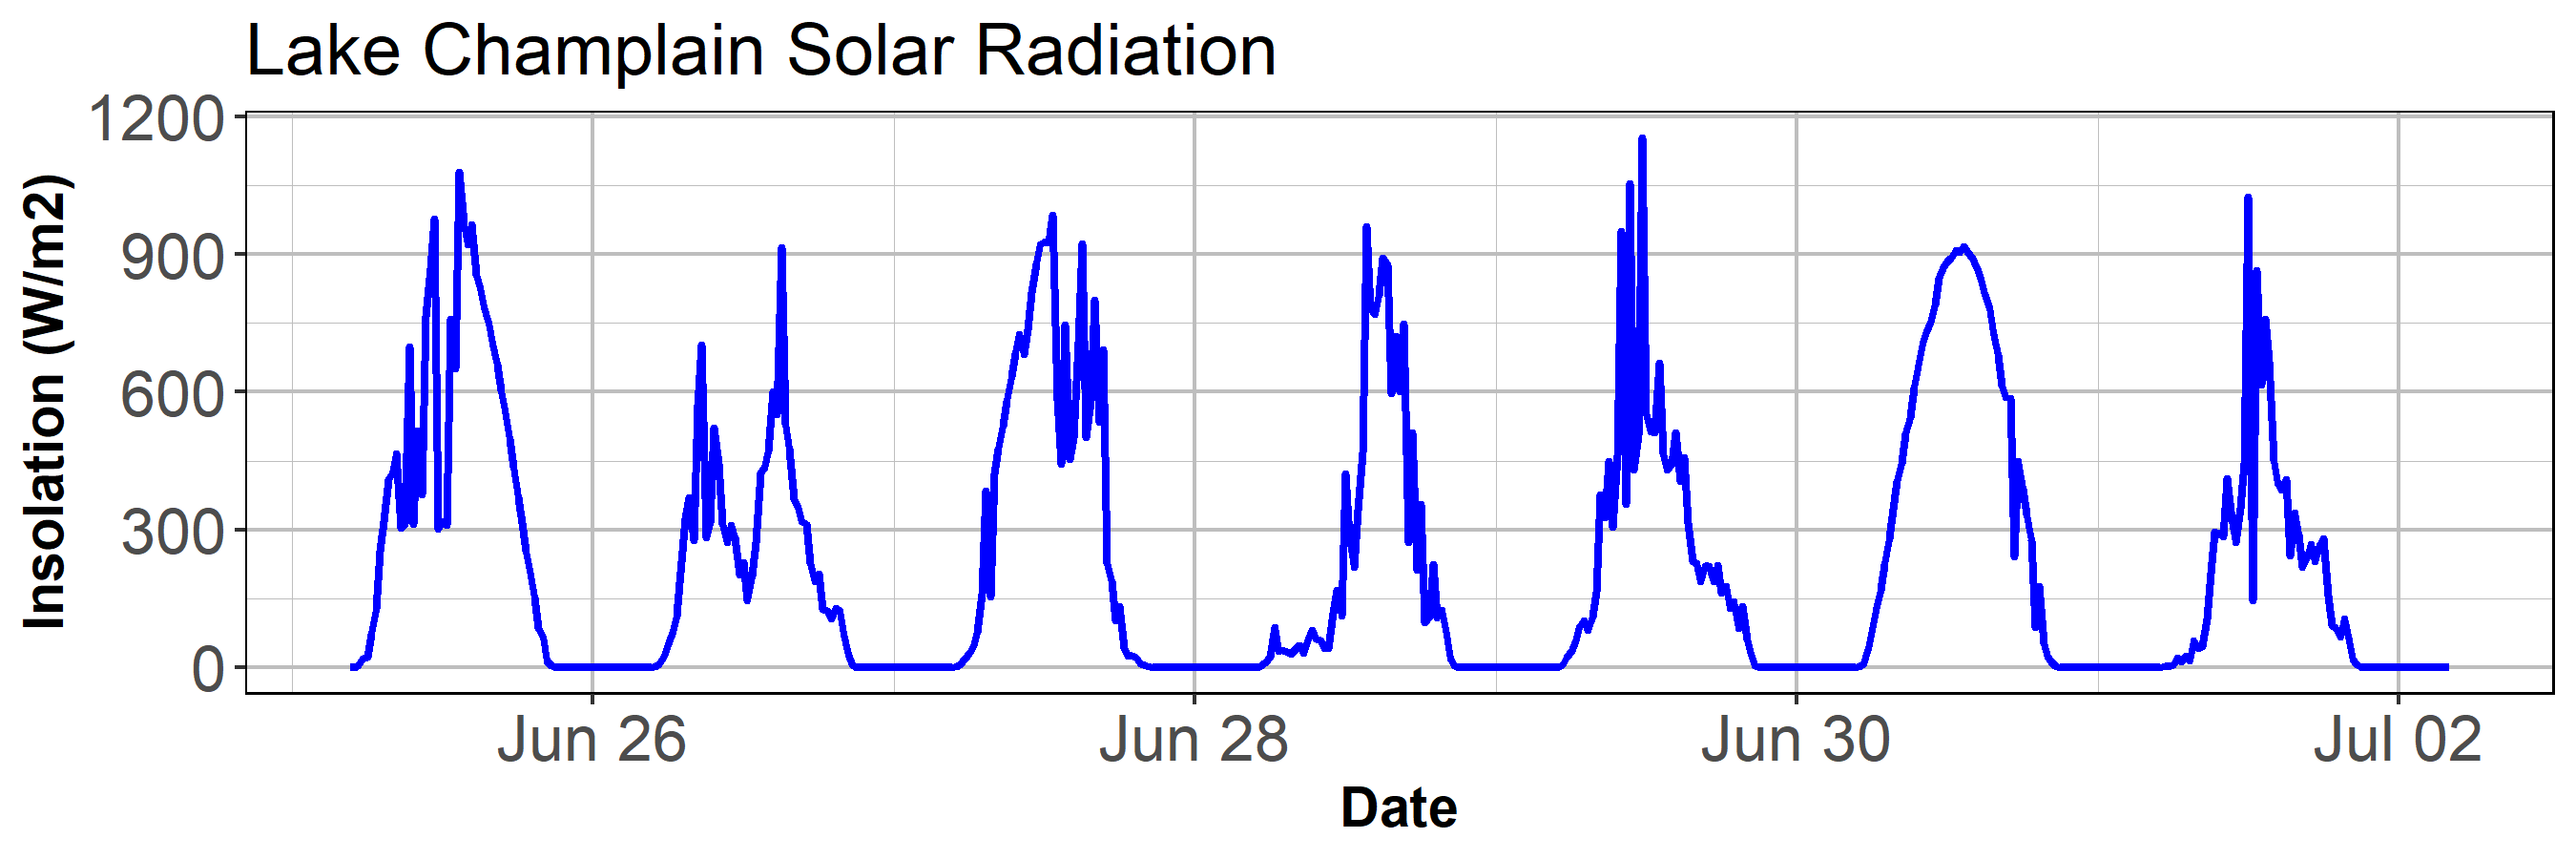 Lake Champlain Solar Radiation
1200
900
600
300
0
Insolation (W/m2)
Jun 26 Jun 28 Jun 30 Jul 02
Date